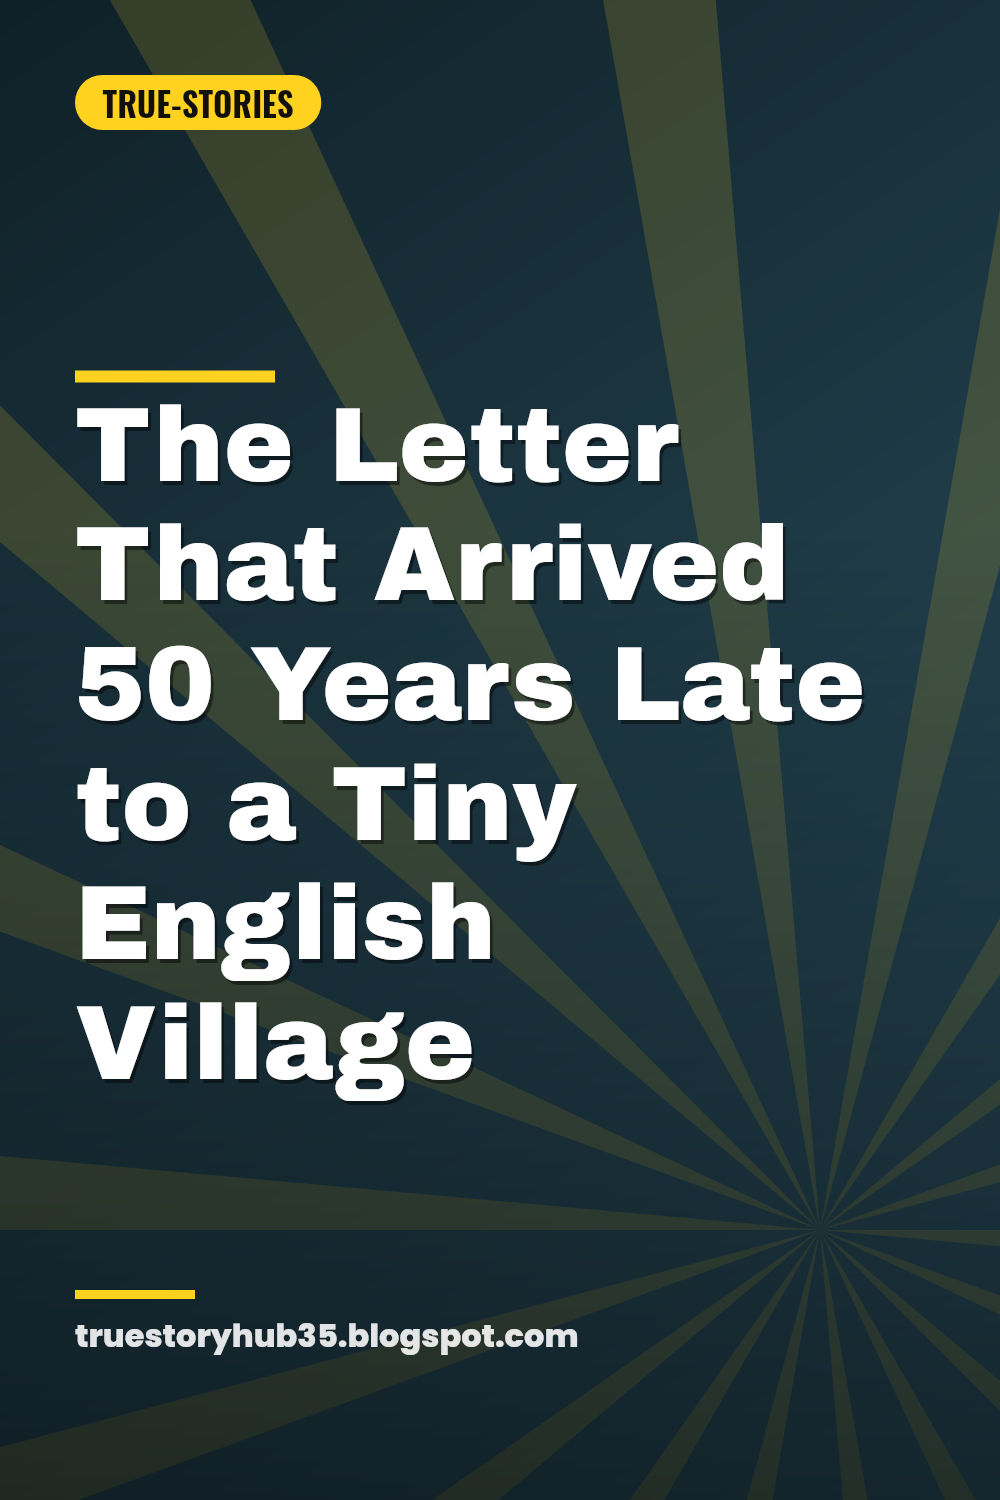 TRUE-STORIES
The Letter
That Arrived
50 Years Late
to a Tiny
English
Village
truestoryhub35.blogspot.com